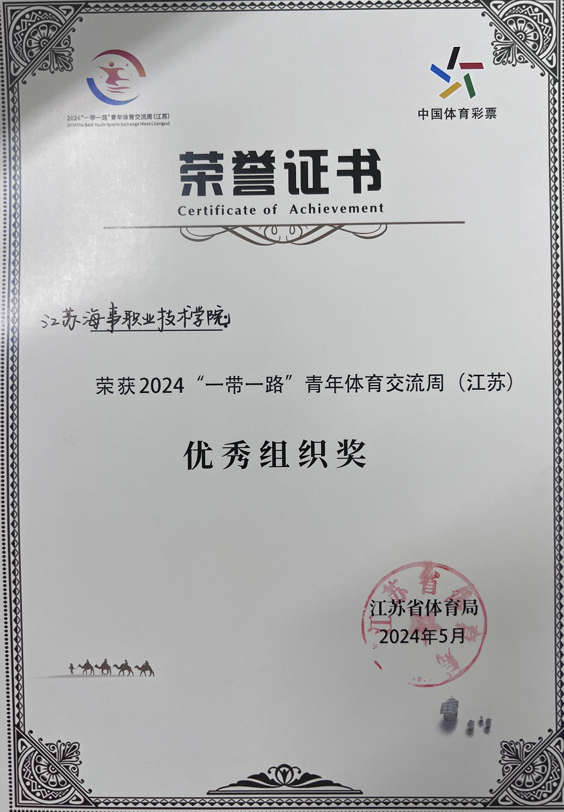 2024“一带一路”青年体育交流周(江苏)
中国体育彩票
荣誉证书
Certificate of Achievement
江苏海事职业技术学院:
荣获2024“一带一路”青年体育交流周（江苏）
优秀组织奖
江苏省体育局
2024年5月